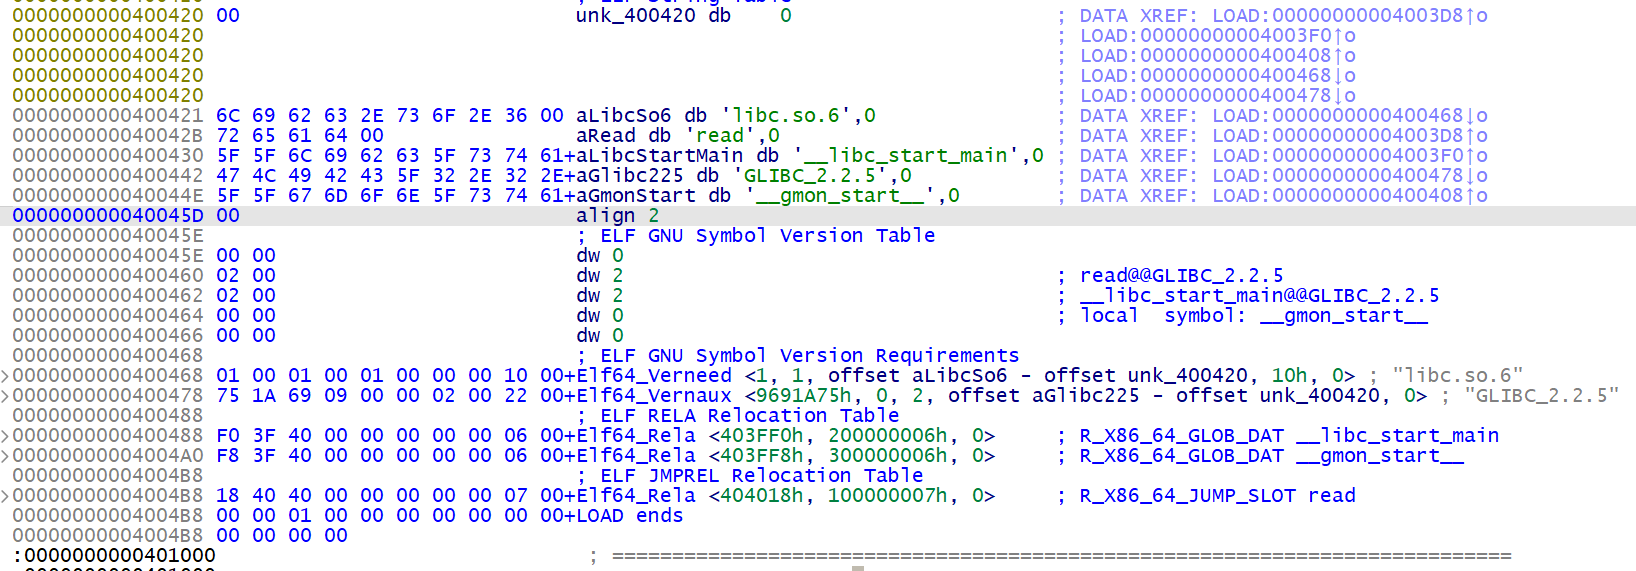 0000000000400420 ; ELF String Table
0000000000400420 00 unk_400420 db 0 ; DATA XREF: LOAD:00000000004003D8↑o
0000000000400420 ; LOAD:00000000004003F0↑o
0000000000400420 ; LOAD:0000000000400408↑o
0000000000400420 ; LOAD:0000000000400468↓o
0000000000400420 ; LOAD:0000000000400478↓o
0000000000400421 6C 69 62 63 2E 73 6F 2E 36 00 aLibcSo6 db 'libc.so.6',0 ; DATA XREF: LOAD:0000000000400468↓o
000000000040042B 72 65 61 64 00 aRead db 'read',0 ; DATA XREF: LOAD:00000000004003D8↑o
0000000000400430 5F 5F 6C 69 62 63 5F 73 74 61+aLibcStartMain db '__libc_start_main',0 ; DATA XREF: LOAD:00000000004003F0↑o
0000000000400442 47 4C 49 42 43 5F 32 2E 32 2E+aGlibc225 db 'GLIBC_2.2.5',0 ; DATA XREF: LOAD:0000000000400478↓o
000000000040044E 5F 5F 67 6D 6F 6E 5F 73 74 61+aGmonStart db '__gmon_start__',0 ; DATA XREF: LOAD:0000000000400408↑o
000000000040045D 00 align 2
000000000040045E ; ELF GNU Symbol Version Table
000000000040045E 00 00 dw 0
0000000000400460 02 00 dw 2 ; read@@GLIBC_2.2.5
0000000000400462 02 00 dw 2 ; __libc_start_main@@GLIBC_2.2.5
0000000000400464 00 00 dw 0 ; local  symbol: __gmon_start__
0000000000400466 00 00 dw 0
0000000000400468 ; ELF GNU Symbol Version Requirements
>0000000000400468 01 00 01 00 01 00 00 00 10 00+Elf64_Verneed <1, 1, offset aLibcSo6 - offset unk_400420, 10h, 0> ; "libc.so.6"
>0000000000400478 75 1A 69 09 00 00 02 00 22 00+Elf64_Vernaux <9691A75h, 0, 2, offset aGlibc225 - offset unk_400420, 0> ; "GLIBC_2.2.5"
0000000000400488 ; ELF RELA Relocation Table
>0000000000400488 F0 3F 40 00 00 00 00 00 06 00+Elf64_Rela <403FF0h, 200000006h, 0> ; R_X86_64_GLOB_DAT __libc_start_main
>00000000004004A0 F8 3F 40 00 00 00 00 00 06 00+Elf64_Rela <403FF8h, 300000006h, 0> ; R_X86_64_GLOB_DAT __gmon_start__
00000000004004B8 ; ELF JMPREL Relocation Table
>00000000004004B8 18 40 40 00 00 00 00 00 07 00+Elf64_Rela <404018h, 100000007h, 0> ; R_X86_64_JUMP_SLOT read
00000000004004B8 00 00 01 00 00 00 00 00 00 00+LOAD ends
00000000004004B8 00 00 00 00
:0000000000401000 ; ===========================================================================
:0000000000401000